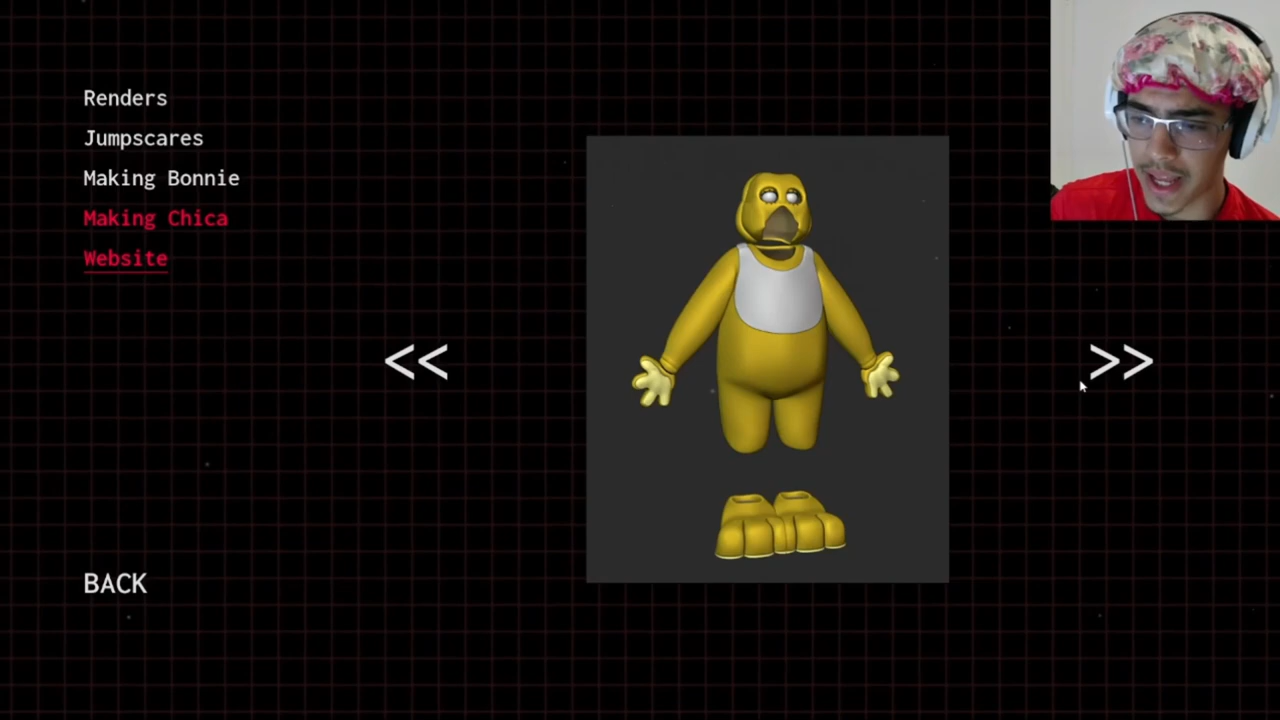 Renders
Jumpscares
Making Bonnie
Making Chica
Website
<< >>
BACK